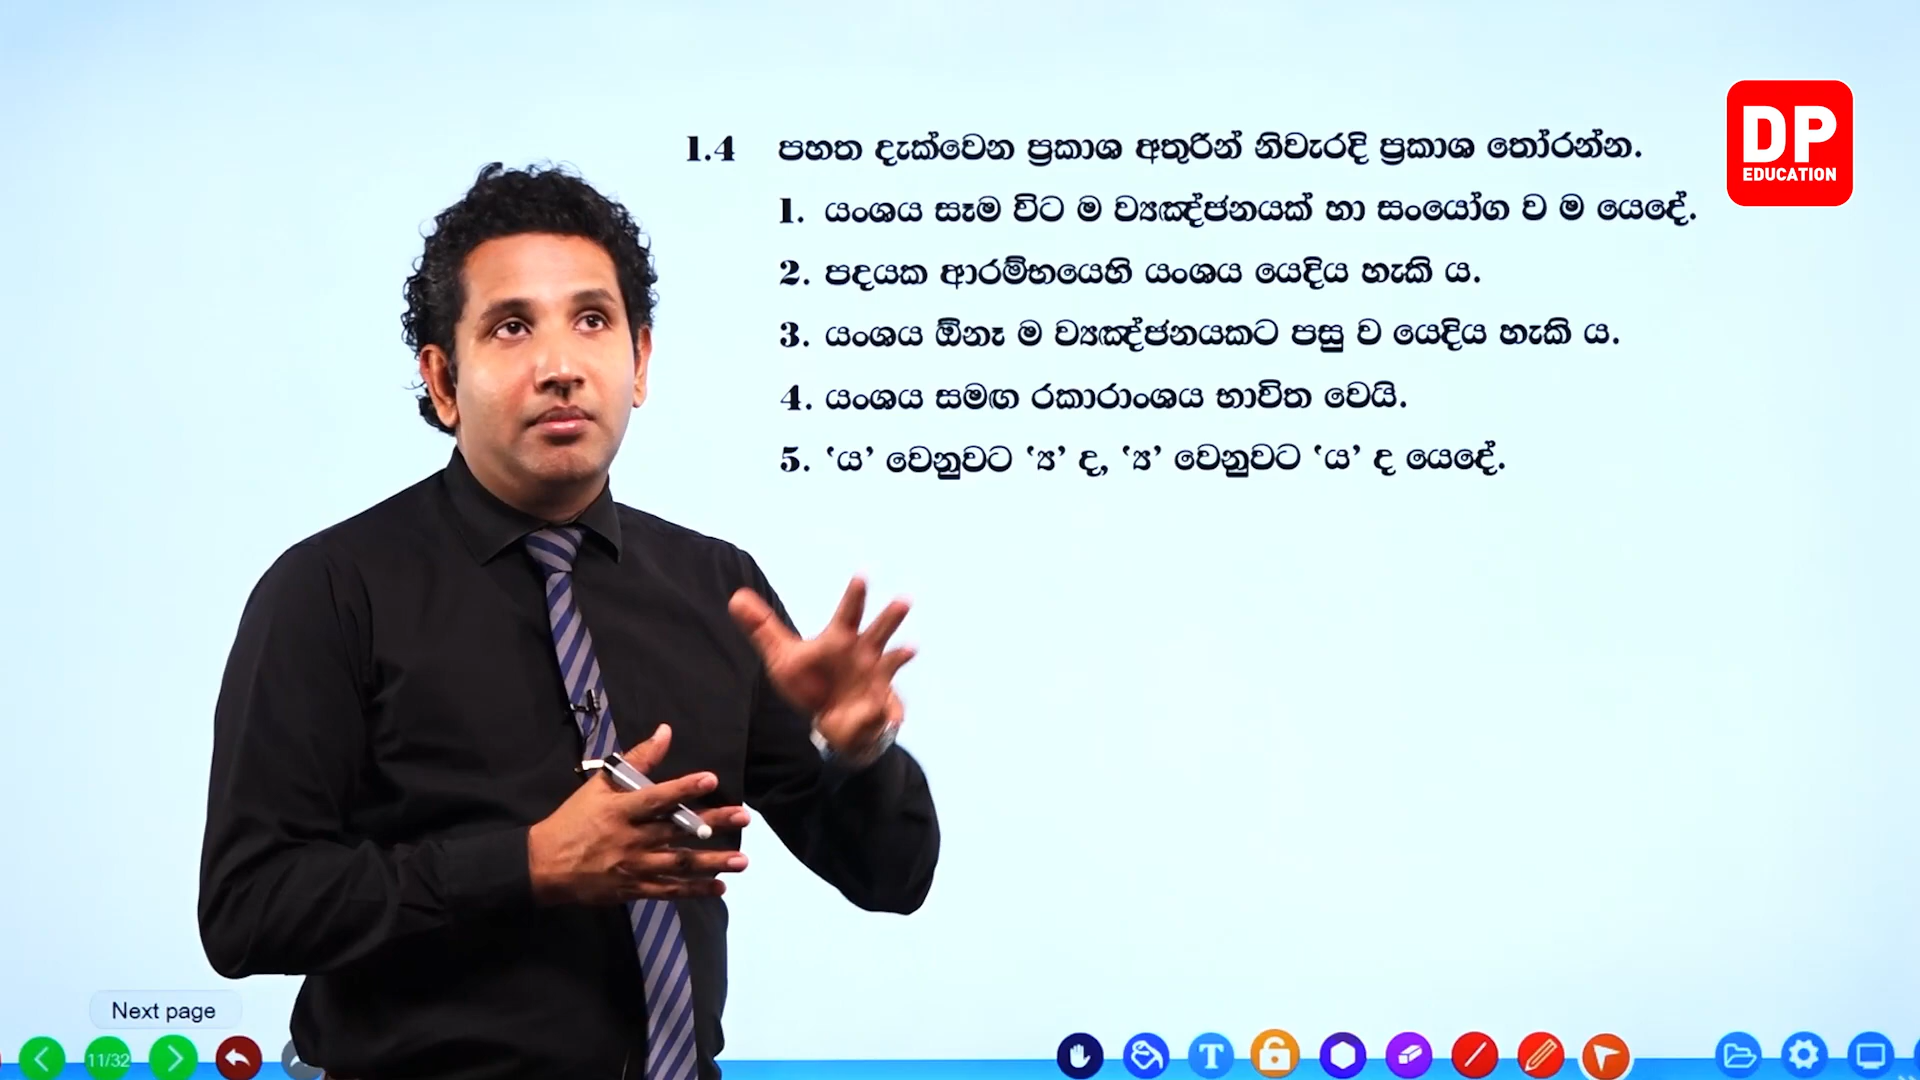 DP
EDUCATION
1.4 පහත දැක්වෙන ප්‍රකාශ අතුරින් නිවැරදි ප්‍රකාශ තෝරන්න.
1. යංශය සෑම විට ම ව්‍යඤ්ජනයක් හා සංයෝග ව ම යෙදේ.
2. පදයක ආරම්භයෙහි යංශය යෙදිය හැකි ය.
3. යංශය ඕනෑ ම ව්‍යඤ්ජනයකට පසු ව යෙදිය හැකි ය.
4. යංශය සමඟ රකාරාංශය භාවිත වෙයි.
5. ‘ය’ වෙනුවට ‘්‍ය’ ද, ‘්‍ය’ වෙනුවට ‘ය’ ද යෙදේ.
Next page
11/32
T